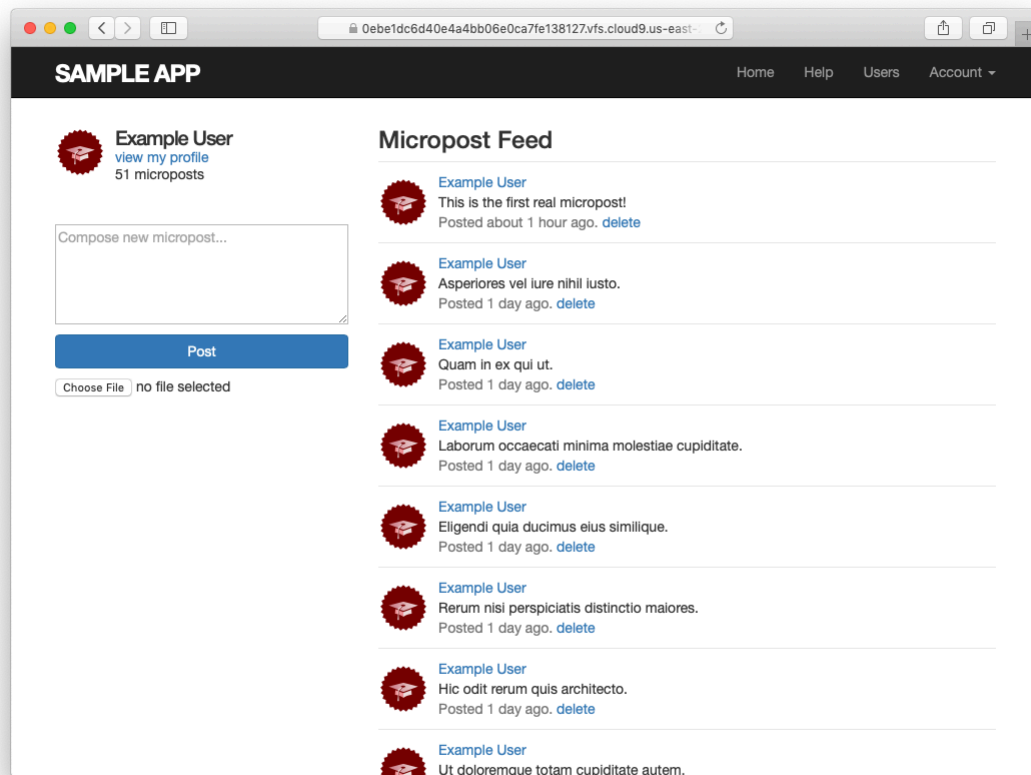 0ebe1dc6d40e4a4bb06e0ca7fe138127.vfs.cloud9.us-east-
SAMPLE APP
Home Help Users Account
Example User
view my profile
51 microposts
Compose new micropost...
Post
Choose File no file selected
Micropost Feed
Example User
This is the first real micropost!
Posted about 1 hour ago. delete
Example User
Asperiores vel iure nihil iusto.
Posted 1 day ago. delete
Example User
Quam in ex qui ut.
Posted 1 day ago. delete
Example User
Laborum occaecati minima molestiae cupiditate.
Posted 1 day ago. delete
Example User
Eligendi quia ducimus eius similique.
Posted 1 day ago. delete
Example User
Rerum nisi perspiciatis distinctio maiores.
Posted 1 day ago. delete
Example User
Hic odit rerum quis architecto.
Posted 1 day ago. delete
Example User
Ut doloremque totam cupiditate autem.